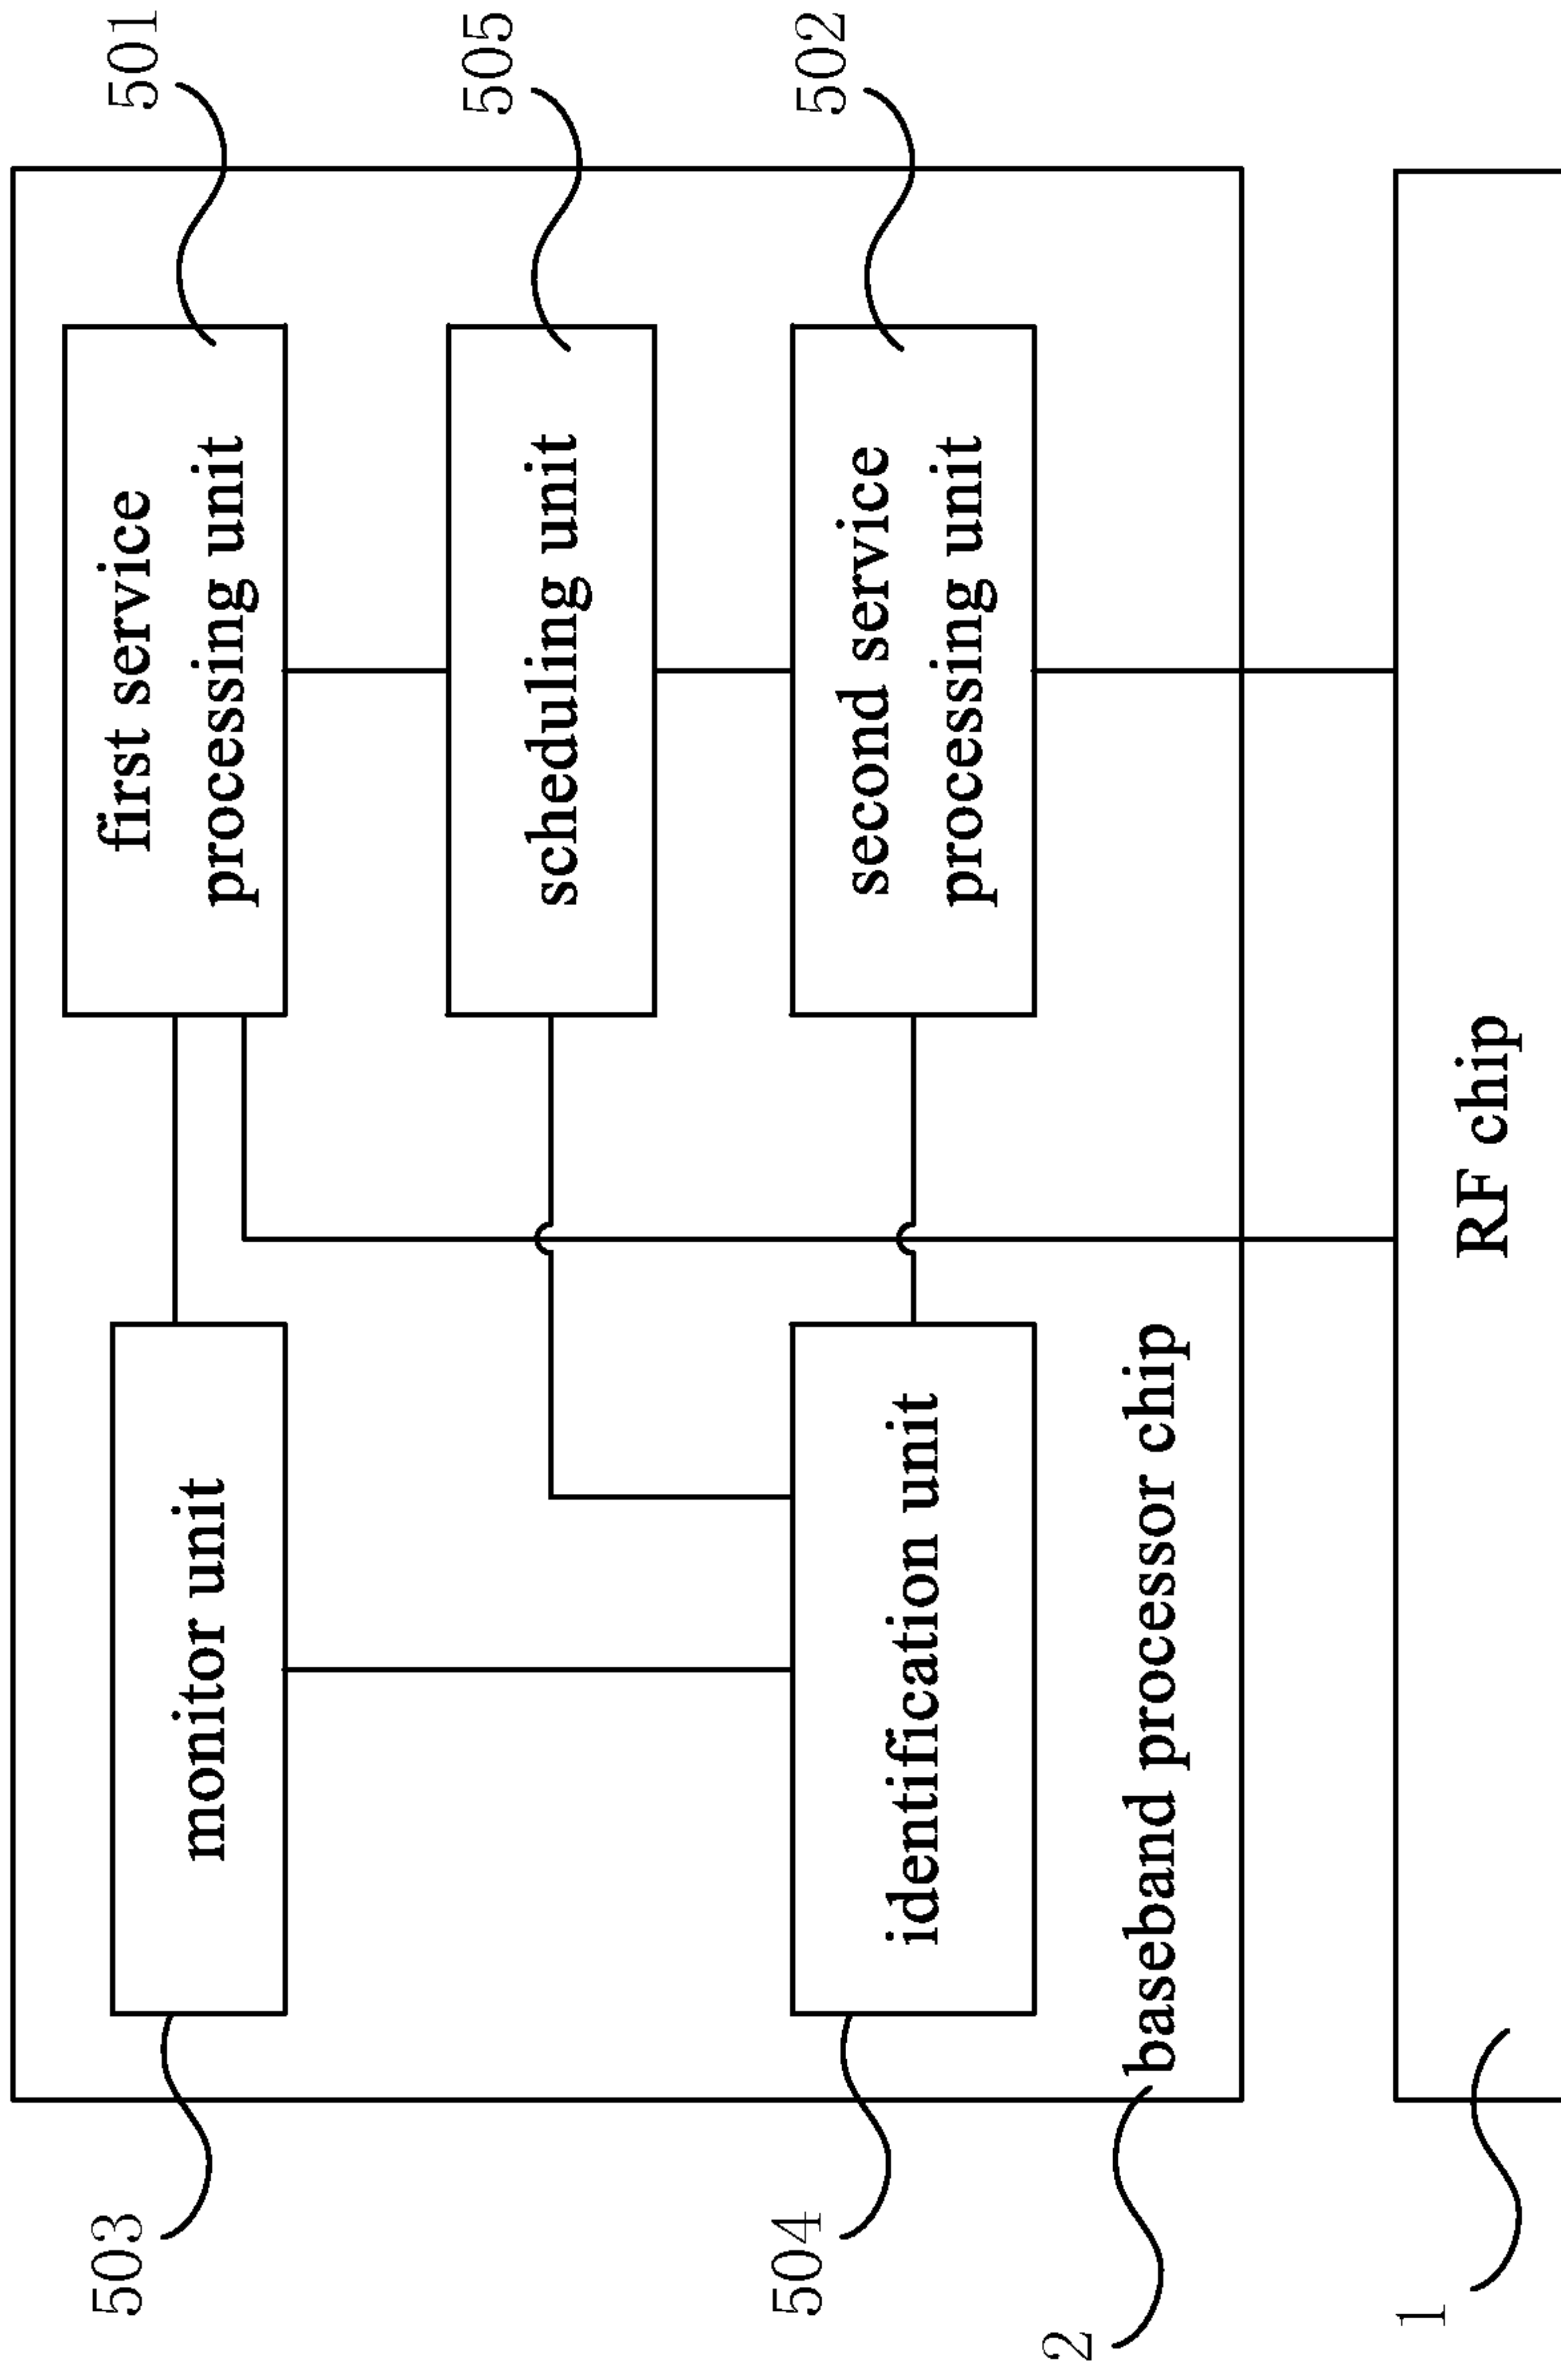 503
monitor unit
first service
processing unit
501
scheduling unit
505
504
identification unit
second service
processing unit
502
2
baseband processor chip
1
RF chip